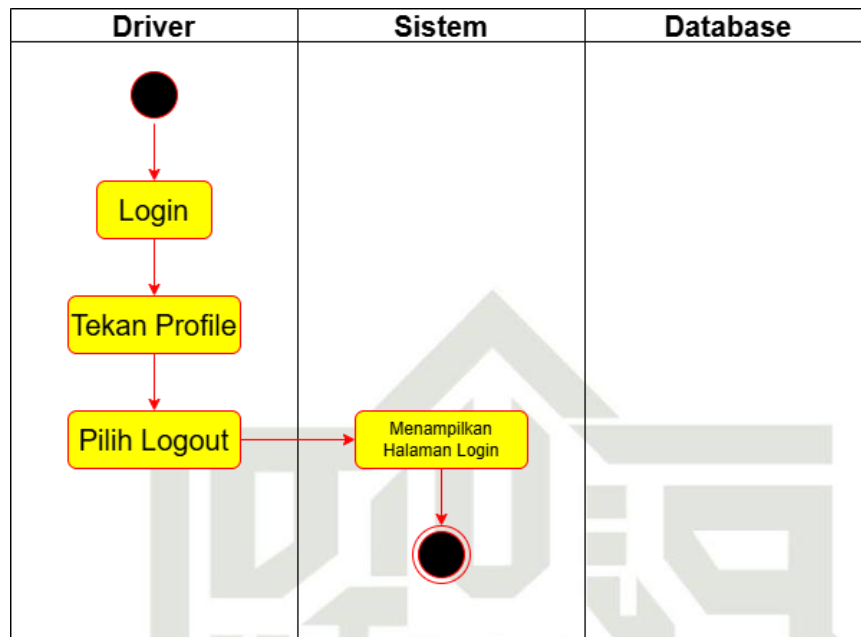 Driver
Sistem
Database
Login
Tekan Profile
Pilih Logout
Menampilkan
Halaman Login